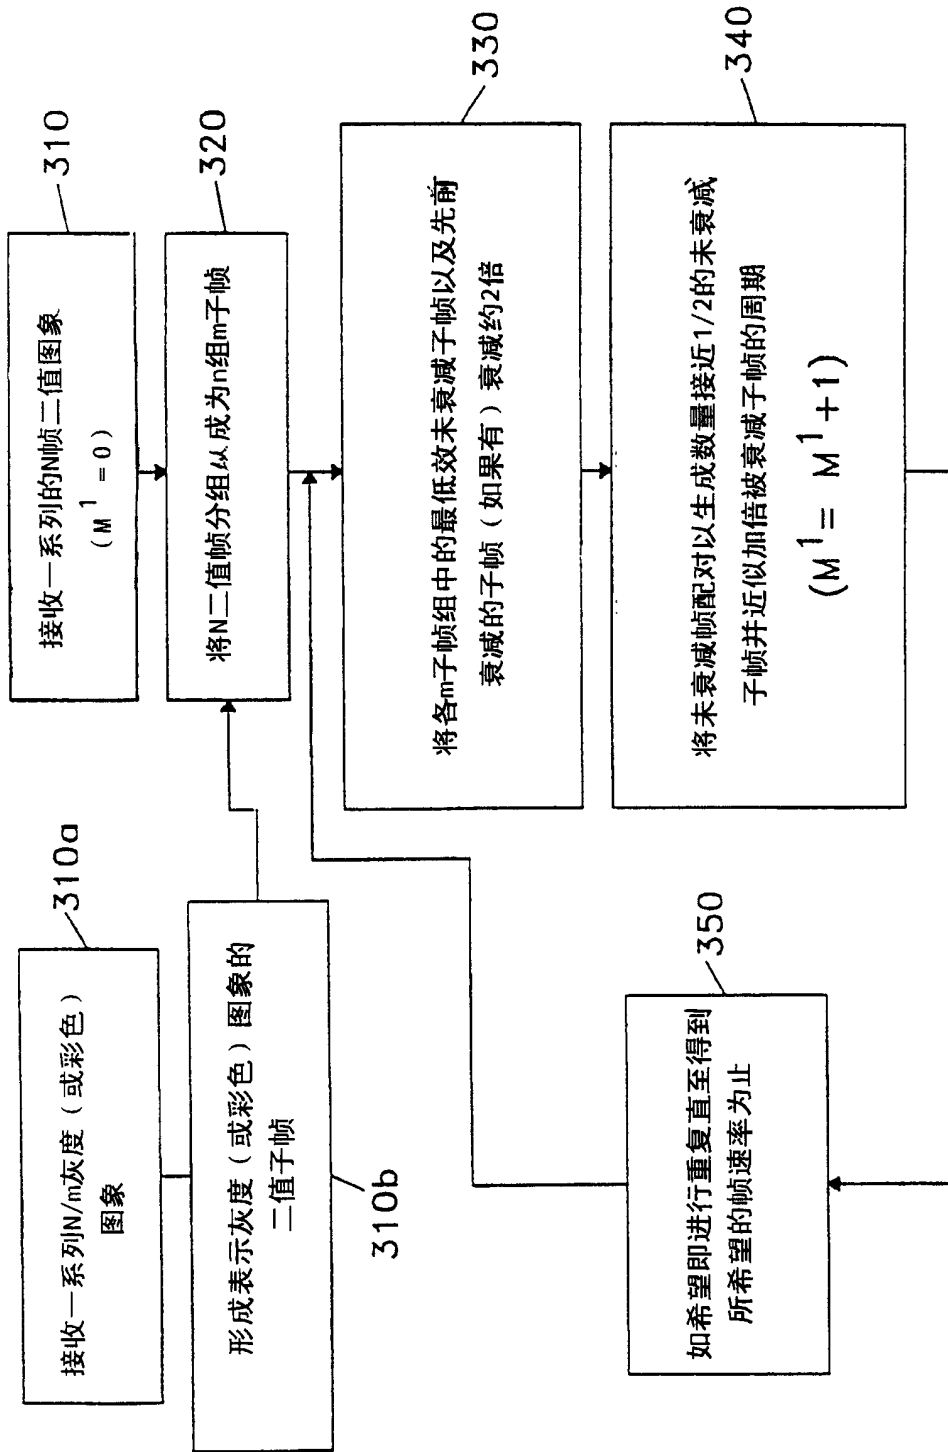 310
接收一系列的N帧二值图象
(M¹ = 0)
320
将N二值帧分组以成为n组m子帧
330
将各m子帧组中的最低效未衰减子帧以及先前
衰减的子帧（如果有）衰减约2倍
340
将未衰减帧配对以生成数量接近1/2的未衰减
子帧并近似加倍被衰减子帧的周期
(M¹ = M¹+1)
310a
接收一系列N/m灰度（或彩色）
图象
形成表示灰度（或彩色）图象的
二值子帧
310b
350
如希望即进行重复直至得到
所希望的帧速率为止